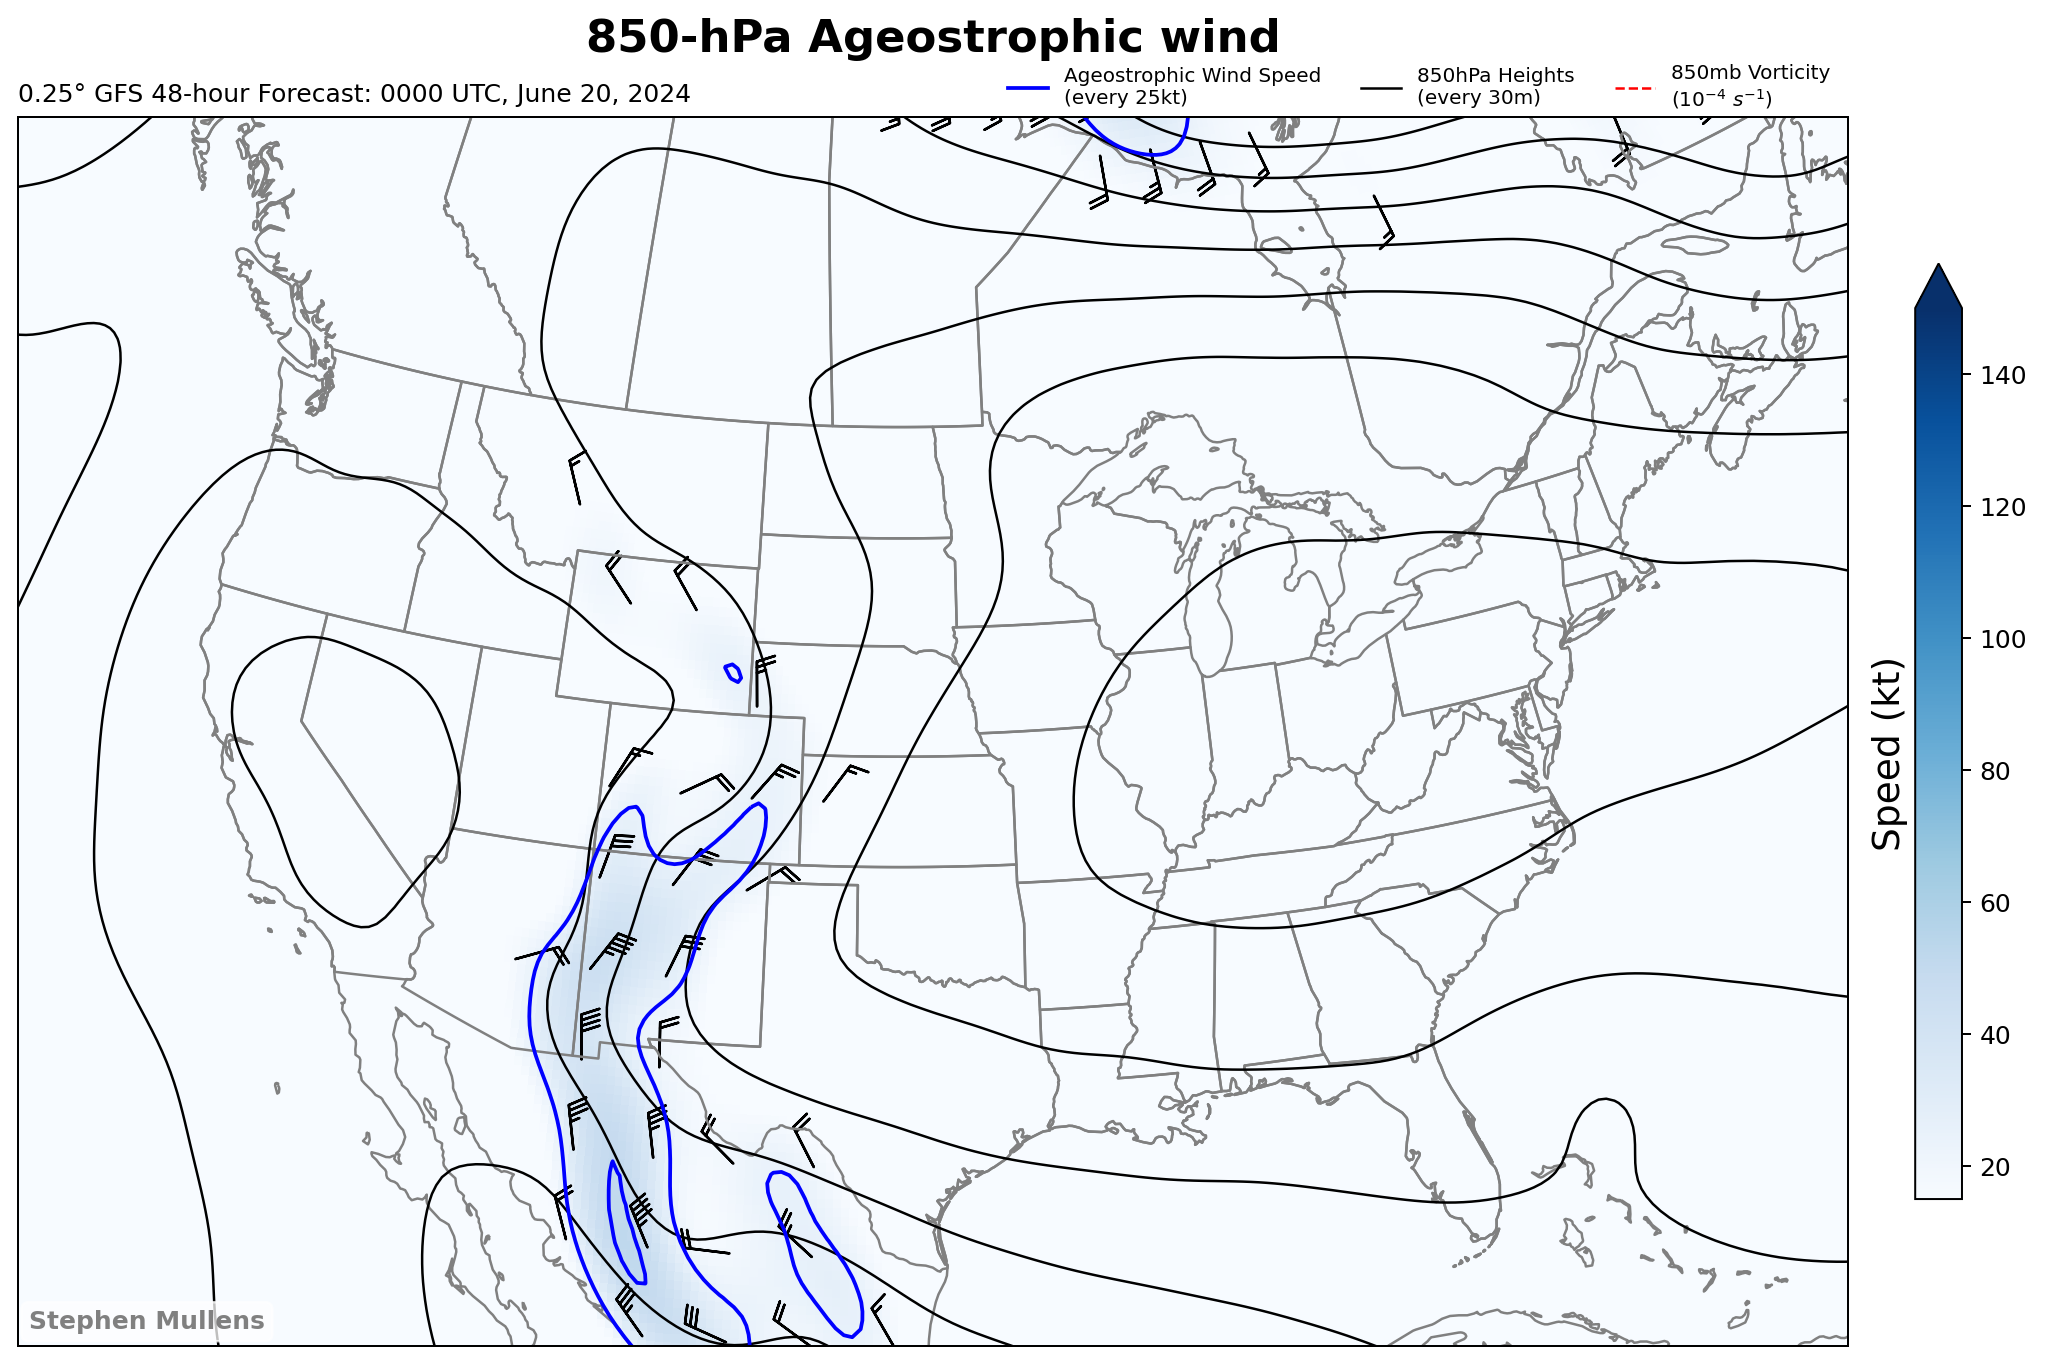 850-hPa Ageostrophic wind
0.25° GFS 48-hour Forecast: 0000 UTC, June 20, 2024
Ageostrophic Wind Speed
(every 25kt)
850hPa Heights
(every 30m)
850mb Vorticity
(10⁻⁴ s⁻¹)
140
120
100
80
60
40
20
Speed (kt)
Stephen Mullens